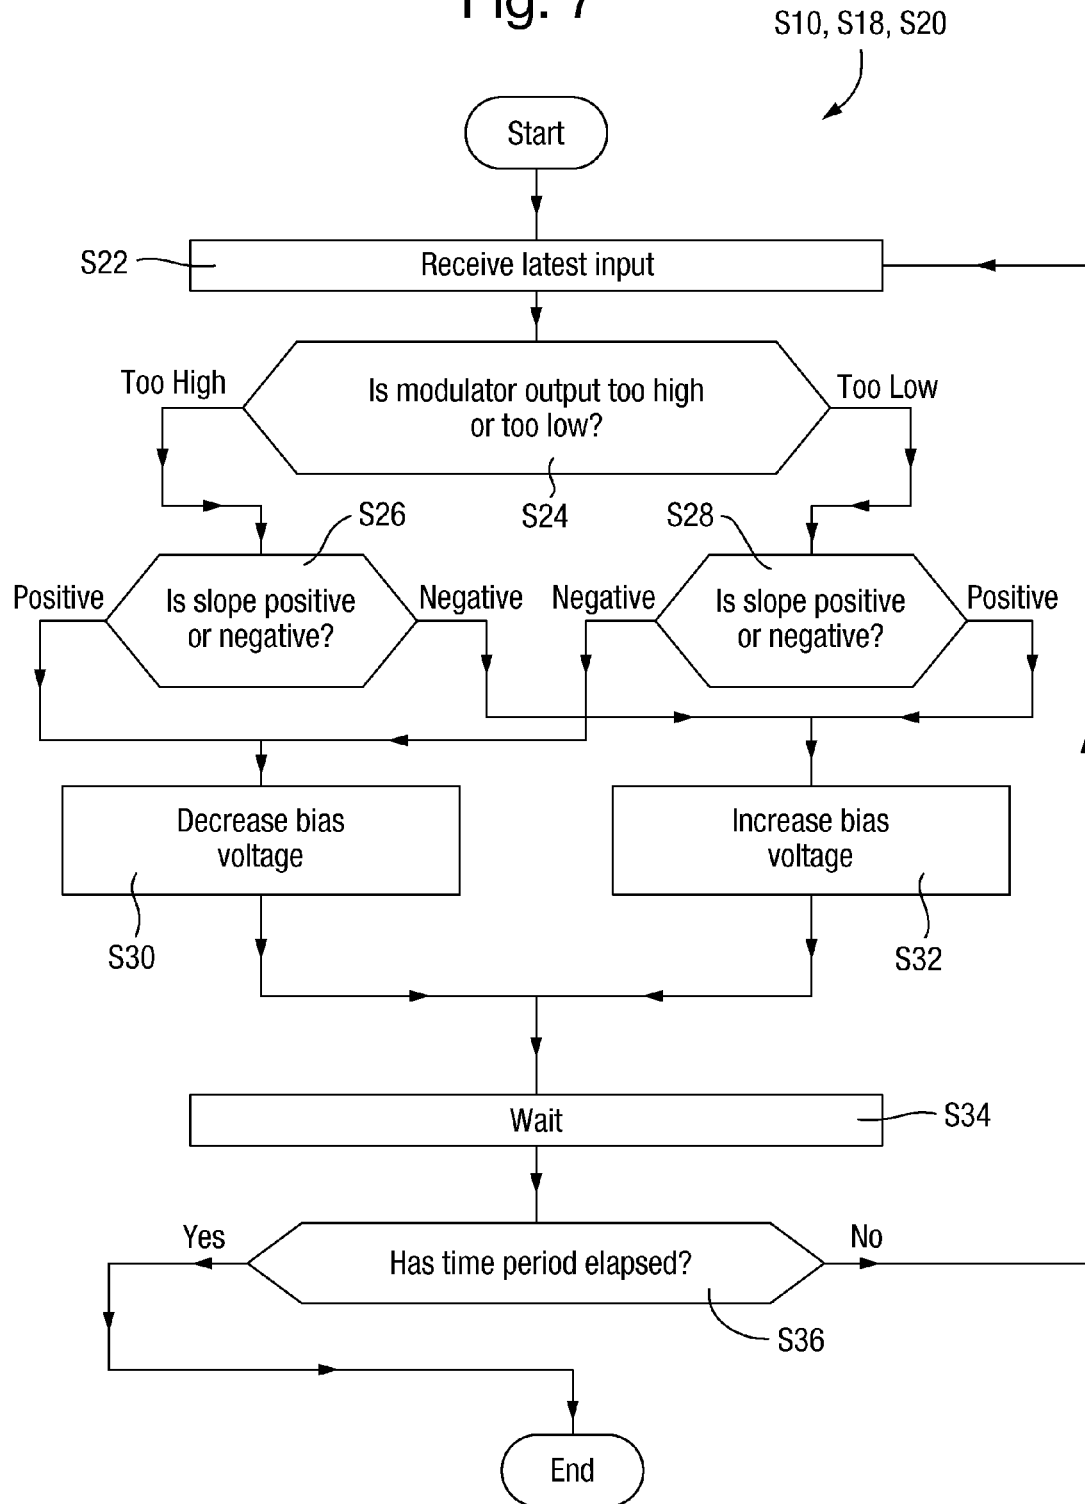 Fig. 7
S10, S18, S20
Start
S22
Receive latest input
Too High
Is modulator output too high
or too low?
Too Low
S24
S26
S28
Positive
Is slope positive
or negative?
Negative
Negative
Is slope positive
or negative?
Positive
Decrease bias
voltage
Increase bias
voltage
S30
S32
Wait
S34
Yes
Has time period elapsed?
No
S36
End